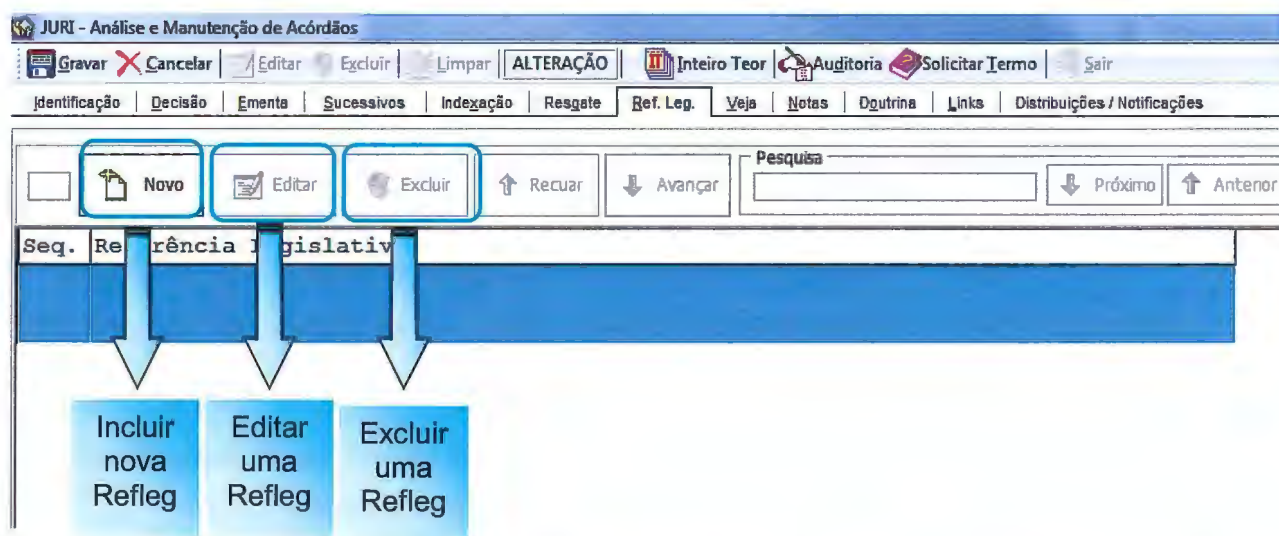 JURI - Análise e Manutenção de Acórdãos
Gravar Cancelar Editar Excluir Limpar ALTERAÇÃO Inteiro Teor Auditoria Solicitar Termo Sair
Identificação Decisão Ementa Sucessivos Indexação Resgate Ref. Leg. Veja Notas Doutrina Links Distribuições / Notificações
Pesquisa
Novo Editar Excluir Recuar Avançar Próximo Anterior
Seq.
Incluir nova Refleg
Editar uma Refleg
Excluir uma Refleg